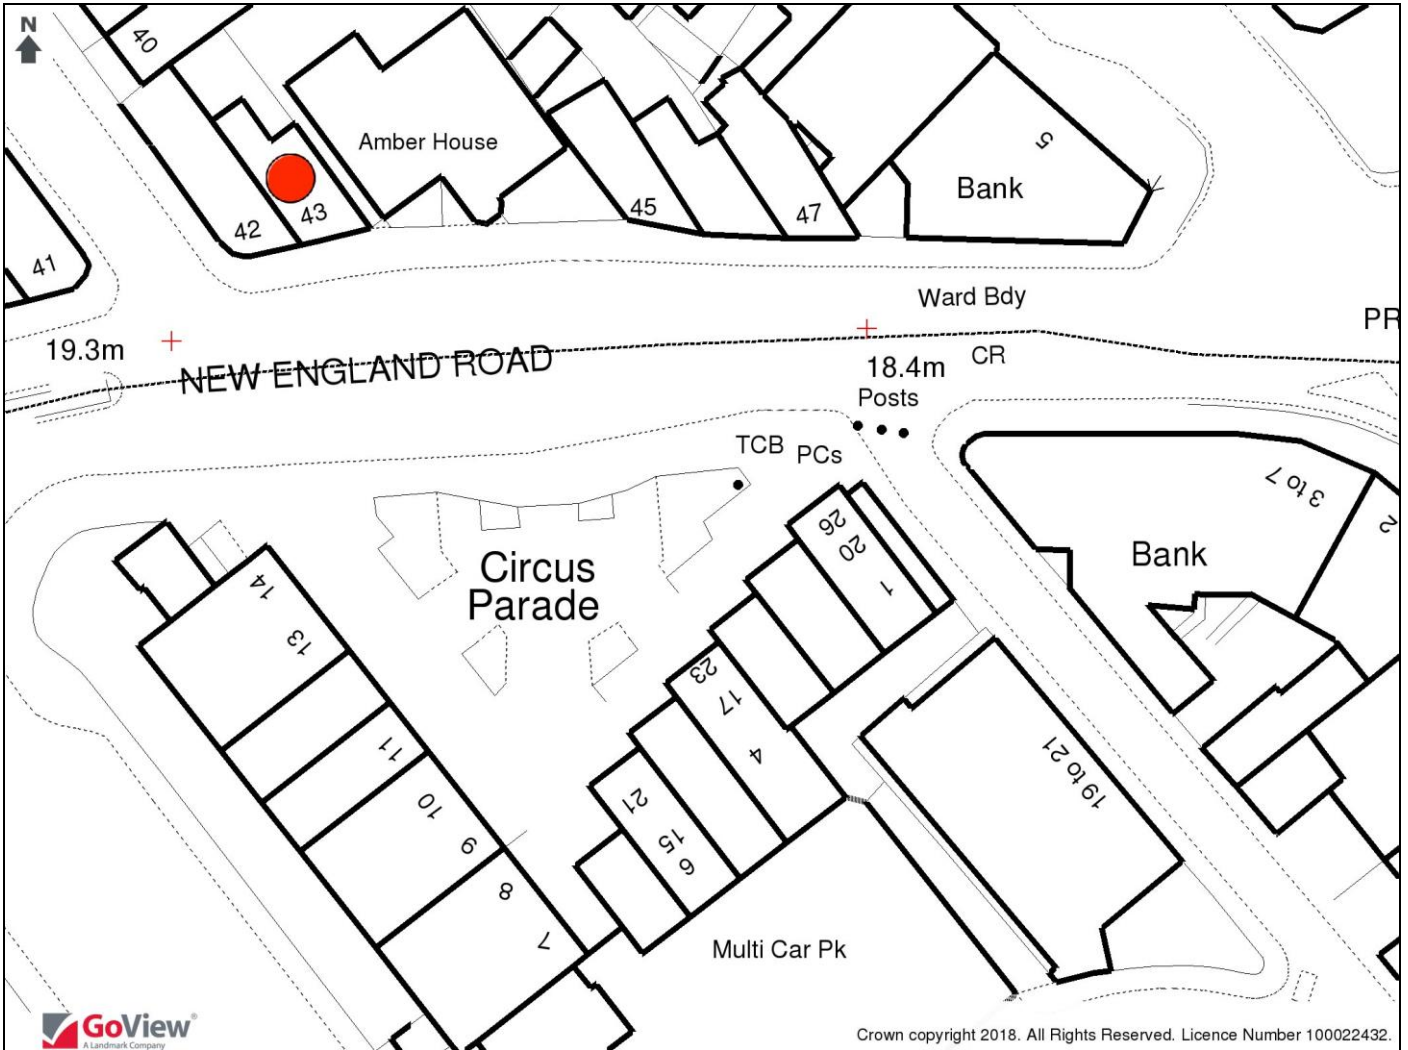 N
40
Amber House
5
Bank
42
43
45
47
41
Ward Bdy
PR
19.3m
NEW ENGLAND ROAD
18.4m
CR
Posts
TCB
PCs
3 to 7
2
Bank
Circus
Parade
26
20
1
14
13
23
17
4
11
10
9
8
7
21
15
6
19 to 21
Multi Car Pk
GoView®
A Landmark Company
Crown copyright 2018. All Rights Reserved. Licence Number 100022432.